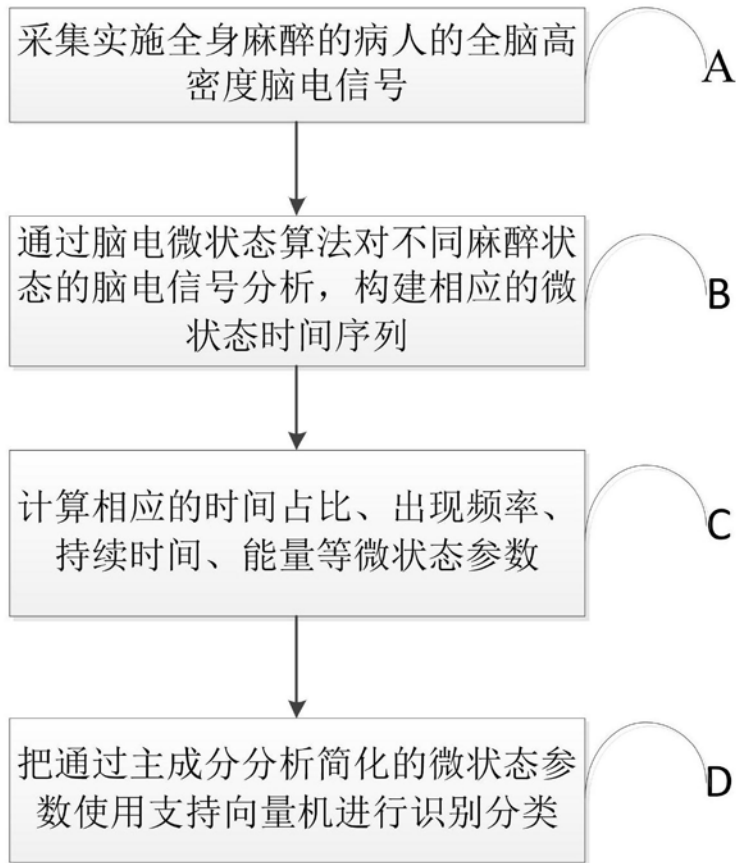 采集实施全身麻醉的病人的全脑高
密度脑电信号
A
通过脑电微状态算法对不同麻醉状
态的脑电信号分析，构建相应的微
状态时间序列
B
计算相应的时间占比、出现频率、
持续时间、能量等微状态参数
C
把通过主成分分析简化的微状态参
数使用支持向量机进行识别分类
D